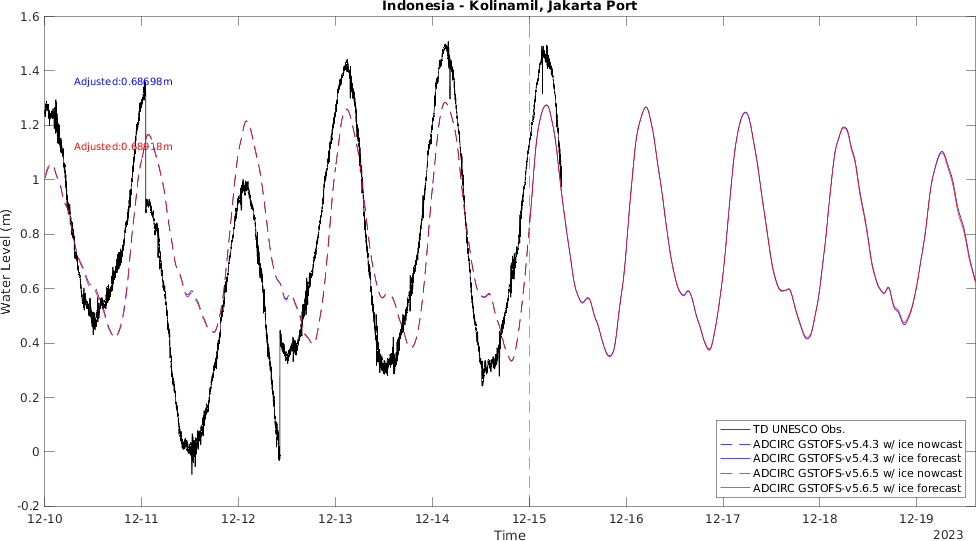 Indonesia - Kolinamil, Jakarta Port
1.6
1.4
1.2
1
0.8
0.6
0.4
0.2
0
-0.2
Water Level (m)
Adjusted:0.68698m
Adjusted:0.68918m
TD UNESCO Obs.
ADCIRC GSTOFS-v5.4.3 w/ ice nowcast
ADCIRC GSTOFS-v5.4.3 w/ ice forecast
ADCIRC GSTOFS-v5.6.5 w/ ice nowcast
ADCIRC GSTOFS-v5.6.5 w/ ice forecast
12-10 12-11 12-12 12-13 12-14 12-15 12-16 12-17 12-18 12-19
Time
2023